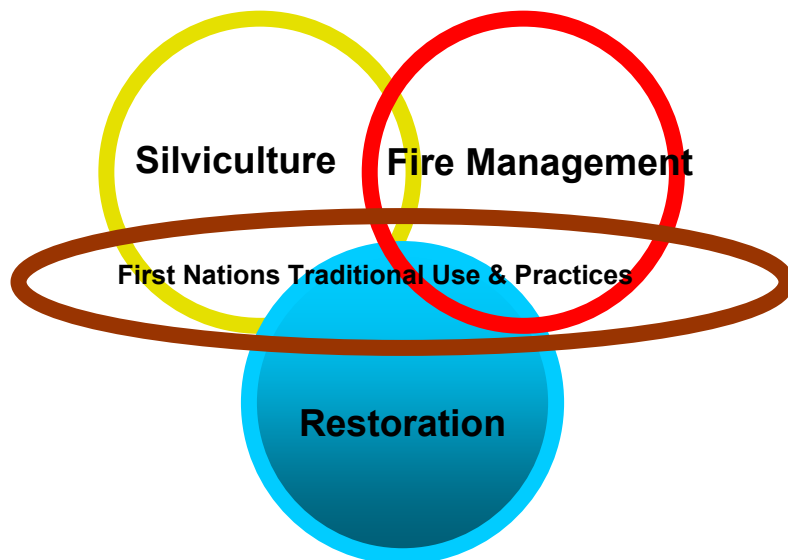 Silviculture
Fire Management
First Nations Traditional Use & Practices
Restoration